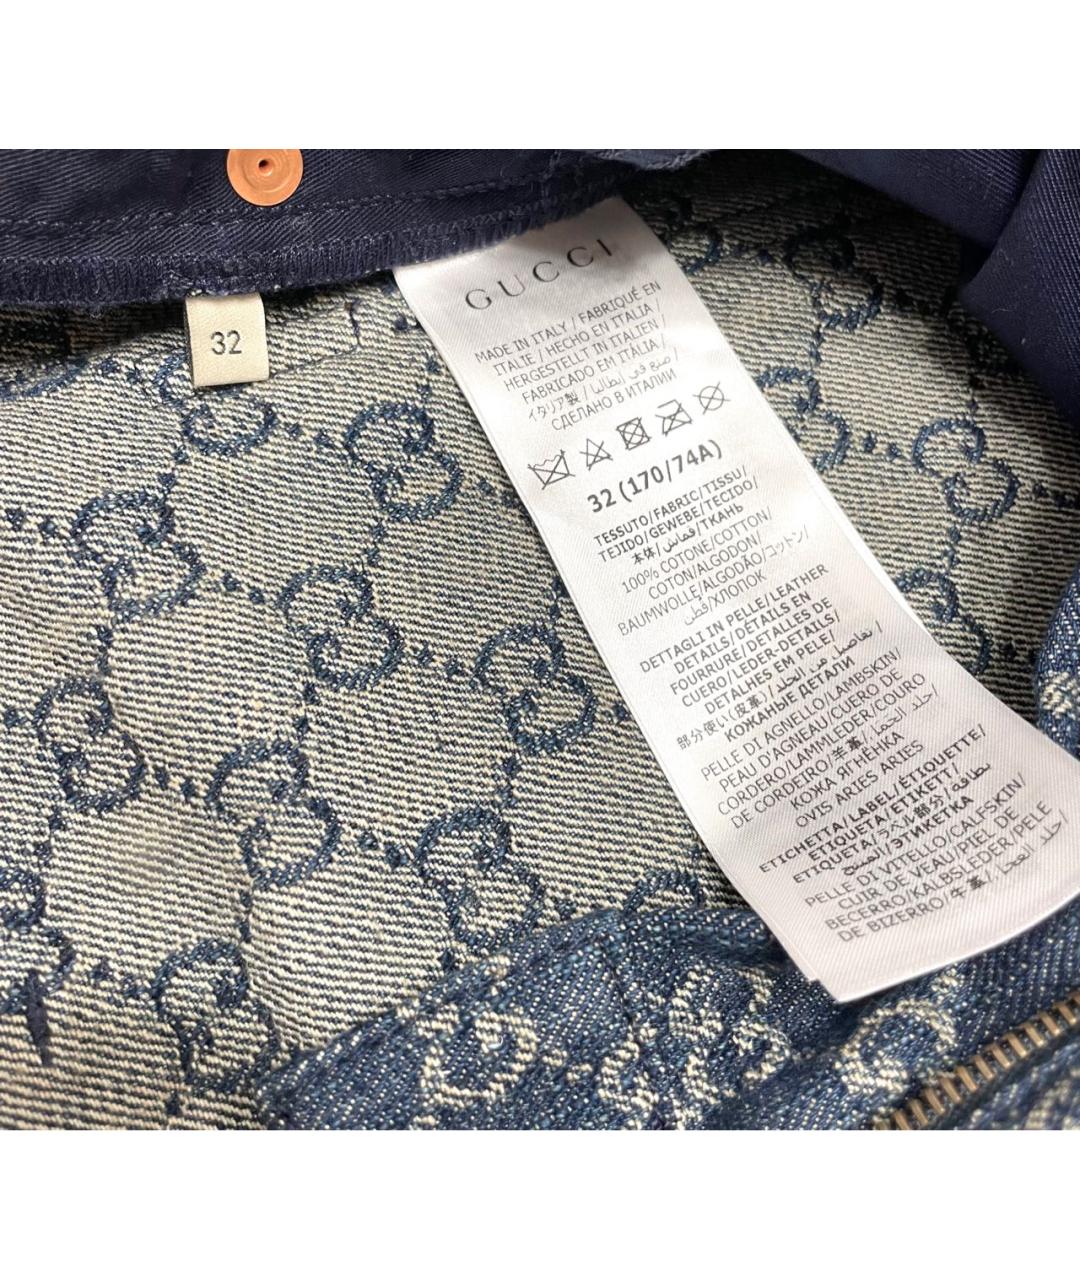 32
GUCCI
MADE IN ITALY / FABRIQUÉ EN
ITALIE / HECHO EN ITALIA /
HERGESTELLT IN ITALIEN /
FABRICADO EM ITÁLIA /
イタリア製 / صنع في إيطاليا /
СДЕЛАНО В ИТАЛИИ
32 (170/74A)
TESSUTO/FABRIC/TISSU/
TEJIDO/GEWEBE/TECIDO/
本体/قماش/ТКАНЬ
100% COTONE/COTTON/
COTON/ALGODON/
BAUMWOLLE/ALGODÃO/コットン/
قطن/ХЛОПОК
DETTAGLI IN PELLE/LEATHER
DETAILS/DÉTAILS EN
FOURRURE/DETALLES DE
CUERO/LEDER-DETAILS/
DETALHES EM PELE/
部分使い(皮革)/تفاصيل من الجلد/
КОЖАНЫЕ ДЕТАЛИ
PELLE DI AGNELLO/LAMBSKIN/
PEAU D'AGNEAU/CUERO DE
CORDERO/LAMMLEDER/COURO
DE CORDEIRO/羊革/جلد الحمل/
КОЖА ЯГНЁНКА
OVIS ARIES ARIES
ETICHETTA/LABEL/ÉTIQUETTE/
ETIQUETA/ETIKETT/
ETIQUETA/ラベル部分/بطاقة
ЭТИКЕТКА
PELLE DI VITELLO/CALFSKIN/
CUIR DE VEAU/PIEL DE
BECERRO/KALBSLEDER/PELE
DE BIZERRO/牛革/جلد العجل/